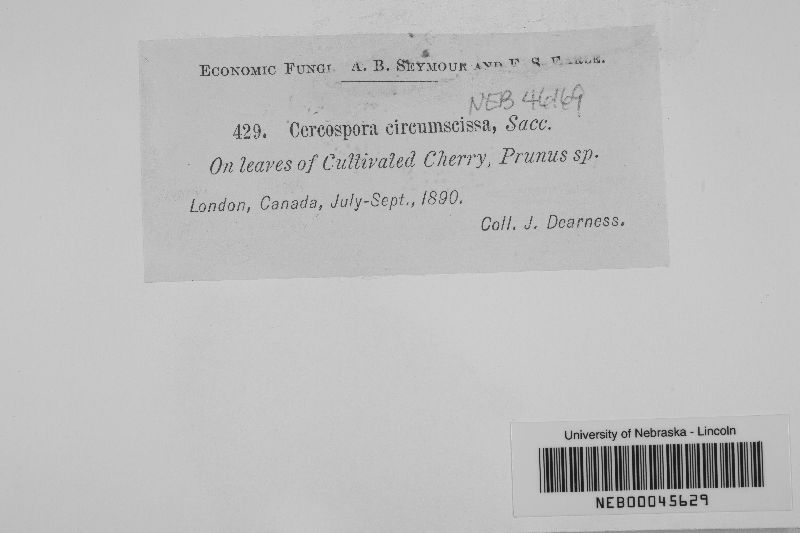 Economic Fungi A. B. Seymour and F. S. Earle.
NEB 46169
429. Cercospora circumscissa, Sacc.
On leaves of Cultivated Cherry, Prunus sp.
London, Canada, July-Sept., 1890.
Coll. J. Dearness.
University of Nebraska - Lincoln
NEB00045629